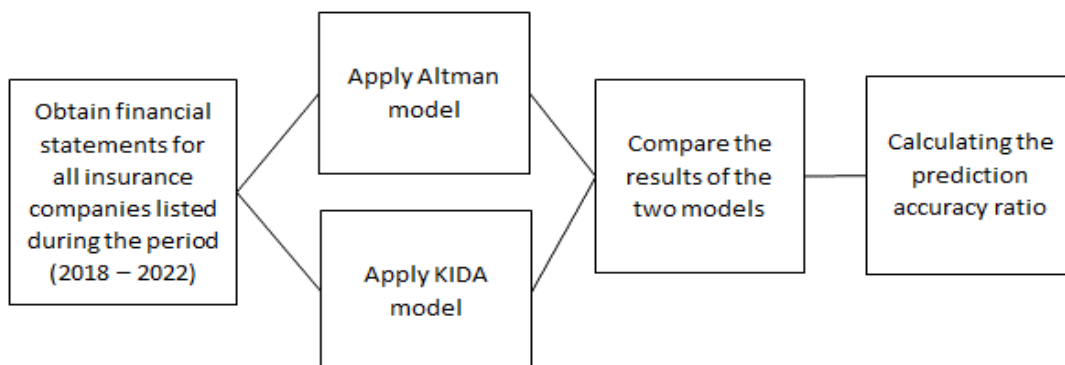 Obtain financial
statements for
all insurance
companies listed
during the period
(2018 – 2022)
Apply Altman
model
Apply KIDA
model
Compare the
results of the
two models
Calculating the
prediction
accuracy ratio